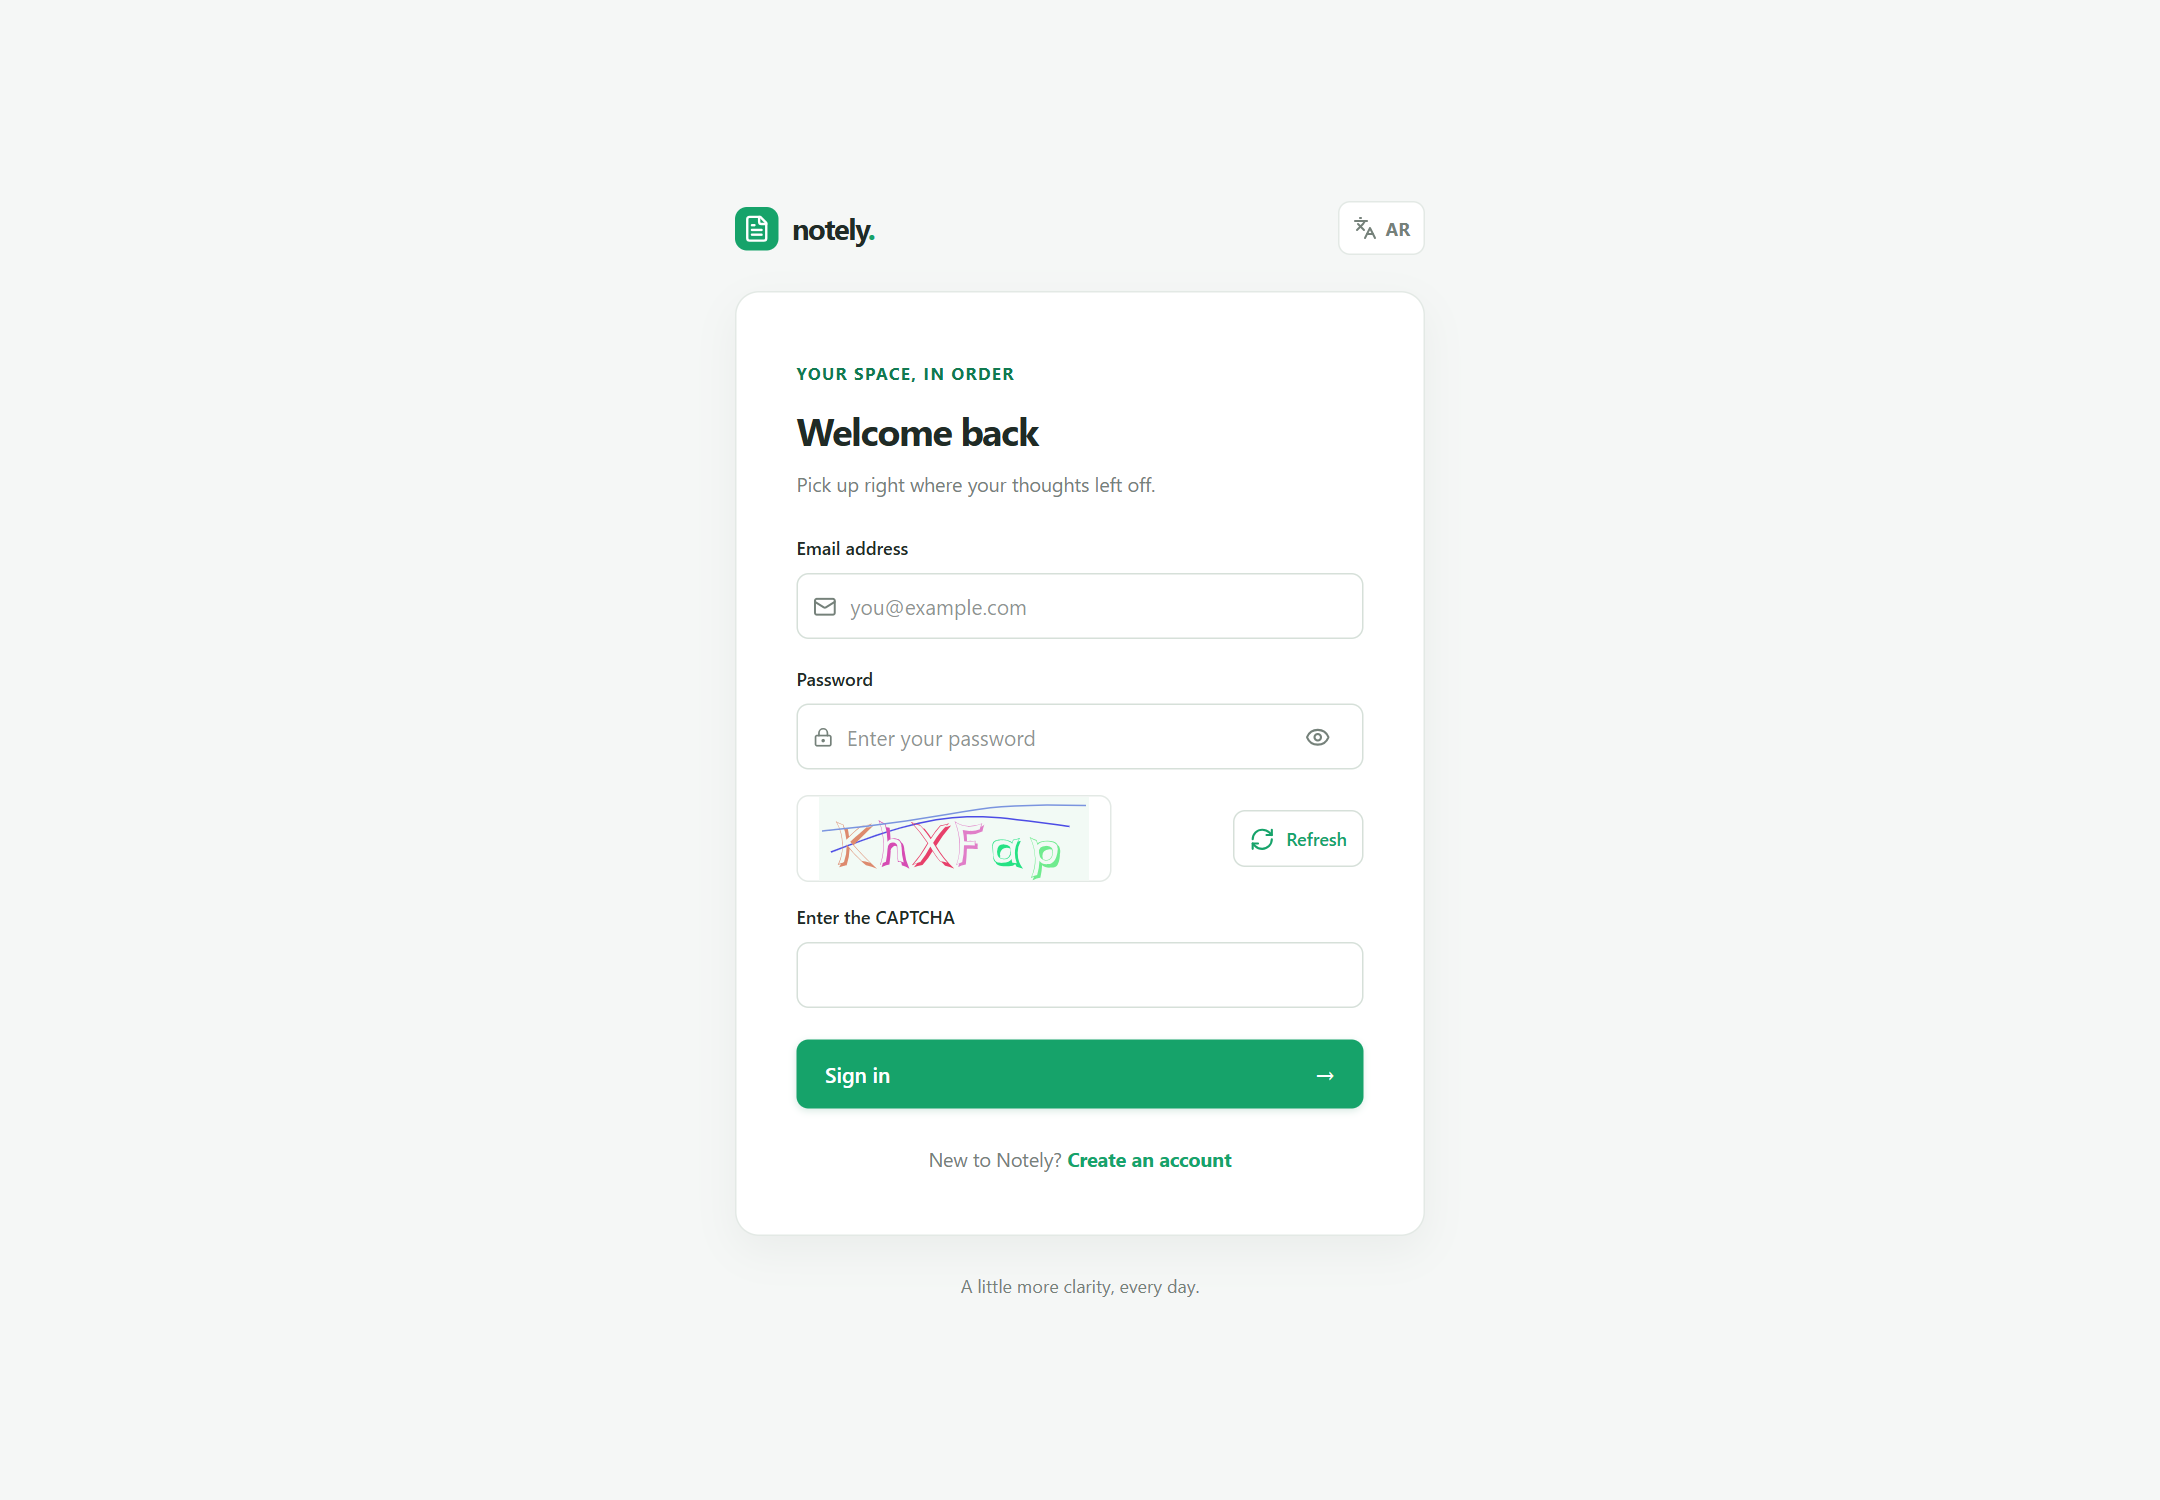 notely.
AR
YOUR SPACE, IN ORDER
Welcome back
Pick up right where your thoughts left off.
Email address
you@example.com
Password
Enter your password
KhXFap
Refresh
Enter the CAPTCHA
Sign in →
New to Notely? Create an account
A little more clarity, every day.